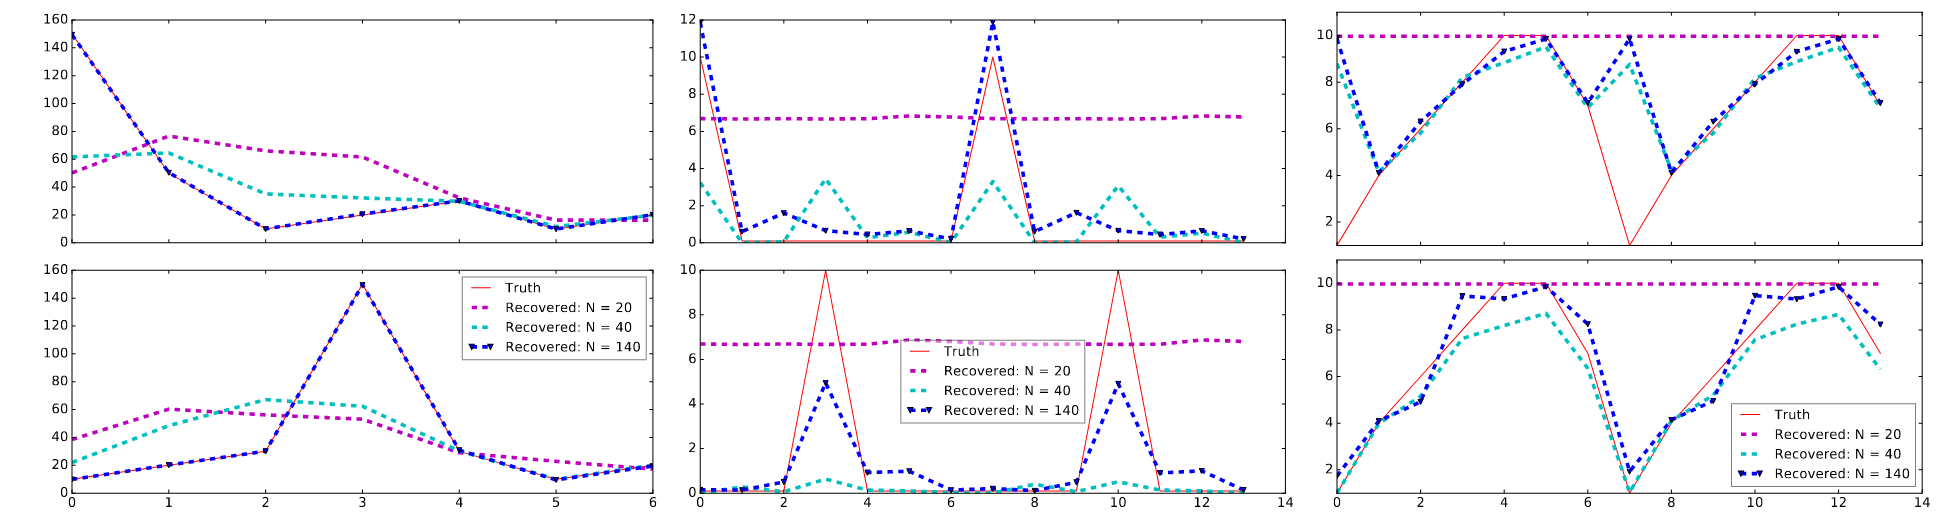 160
140
120
100
80
60
40
20
0
12
10
8
6
4
2
0
10
8
6
4
2
160
140
120
100
80
60
40
20
0
Truth
Recovered: N = 20
Recovered: N = 40
Recovered: N = 140
0 1 2 3 4 5 6
10
8
6
4
2
0
Truth
Recovered: N = 20
Recovered: N = 40
Recovered: N = 140
0 2 4 6 8 10 12 14
10
8
6
4
2
Truth
Recovered: N = 20
Recovered: N = 40
Recovered: N = 140
0 2 4 6 8 10 12 14